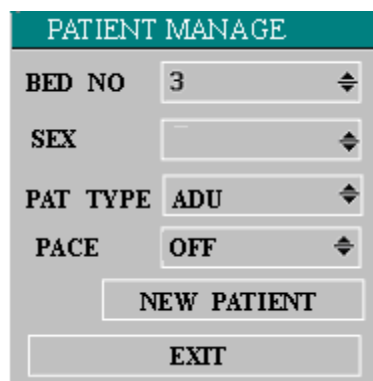 PATIENT MANAGE
BED NO 3
SEX
PAT TYPE ADU
PACE OFF
NEW PATIENT
EXIT